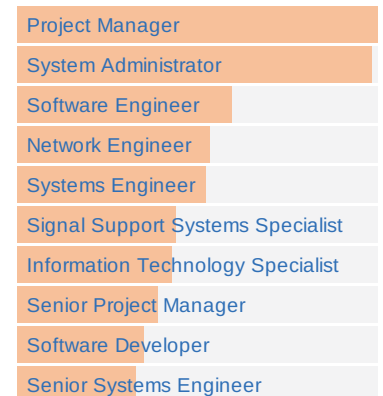 Project Manager
System Administrator
Software Engineer
Network Engineer
Systems Engineer
Signal Support Systems Specialist
Information Technology Specialist
Senior Project Manager
Software Developer
Senior Systems Engineer